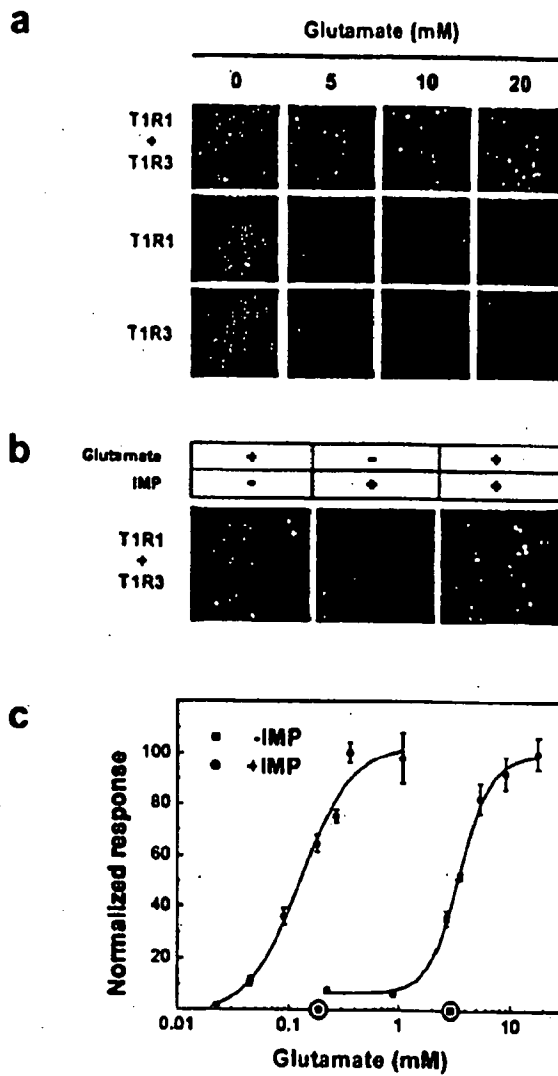 a
Glutamate (mM)
0 5 10 20
T1R1
+
T1R3
T1R1
T1R3
b
Glutamate + - +
IMP - + +
T1R1
+
T1R3
c
-IMP
+IMP
Normalized response
100
80
60
40
20
0.01 0.1 1 10
Glutamate (mM)